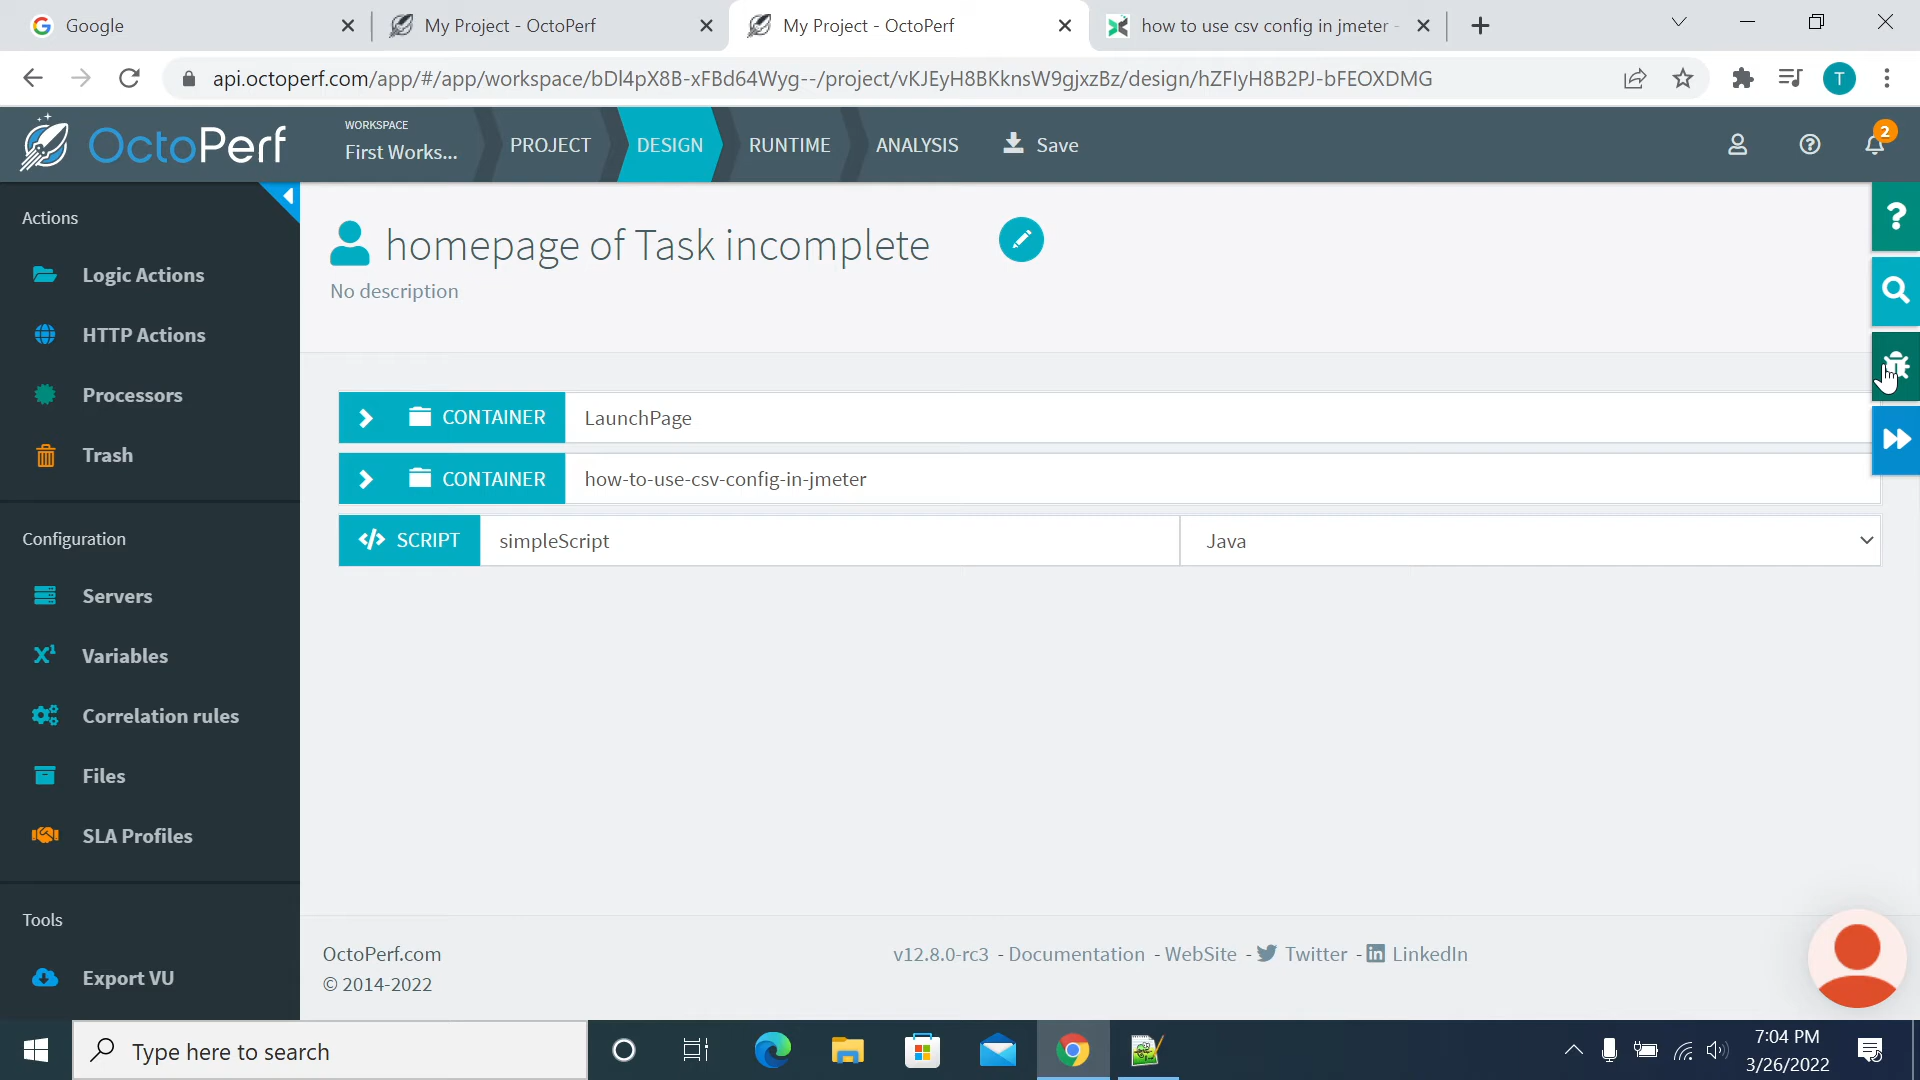 Google
My Project - OctoPerf
My Project - OctoPerf
how to use csv config in jmeter -
api.octoperf.com/app/#/app/workspace/bDl4pX8B-xFBd64Wyg--/project/vKJEyH8BKknsW9gjxzBz/design/hZFIyH8B2PJ-bFEOXDMG
T
OctoPerf
WORKSPACE
First Works...
PROJECT
DESIGN
RUNTIME
ANALYSIS
Save
2
Actions
Logic Actions
HTTP Actions
Processors
Trash
Configuration
Servers
Variables
Correlation rules
Files
SLA Profiles
Tools
Export VU
homepage of Task incomplete
No description
CONTAINER LaunchPage
CONTAINER how-to-use-csv-config-in-jmeter
SCRIPT simpleScript Java
OctoPerf.com
© 2014-2022
v12.8.0-rc3 - Documentation - WebSite - Twitter - LinkedIn
Type here to search
7:04 PM
3/26/2022